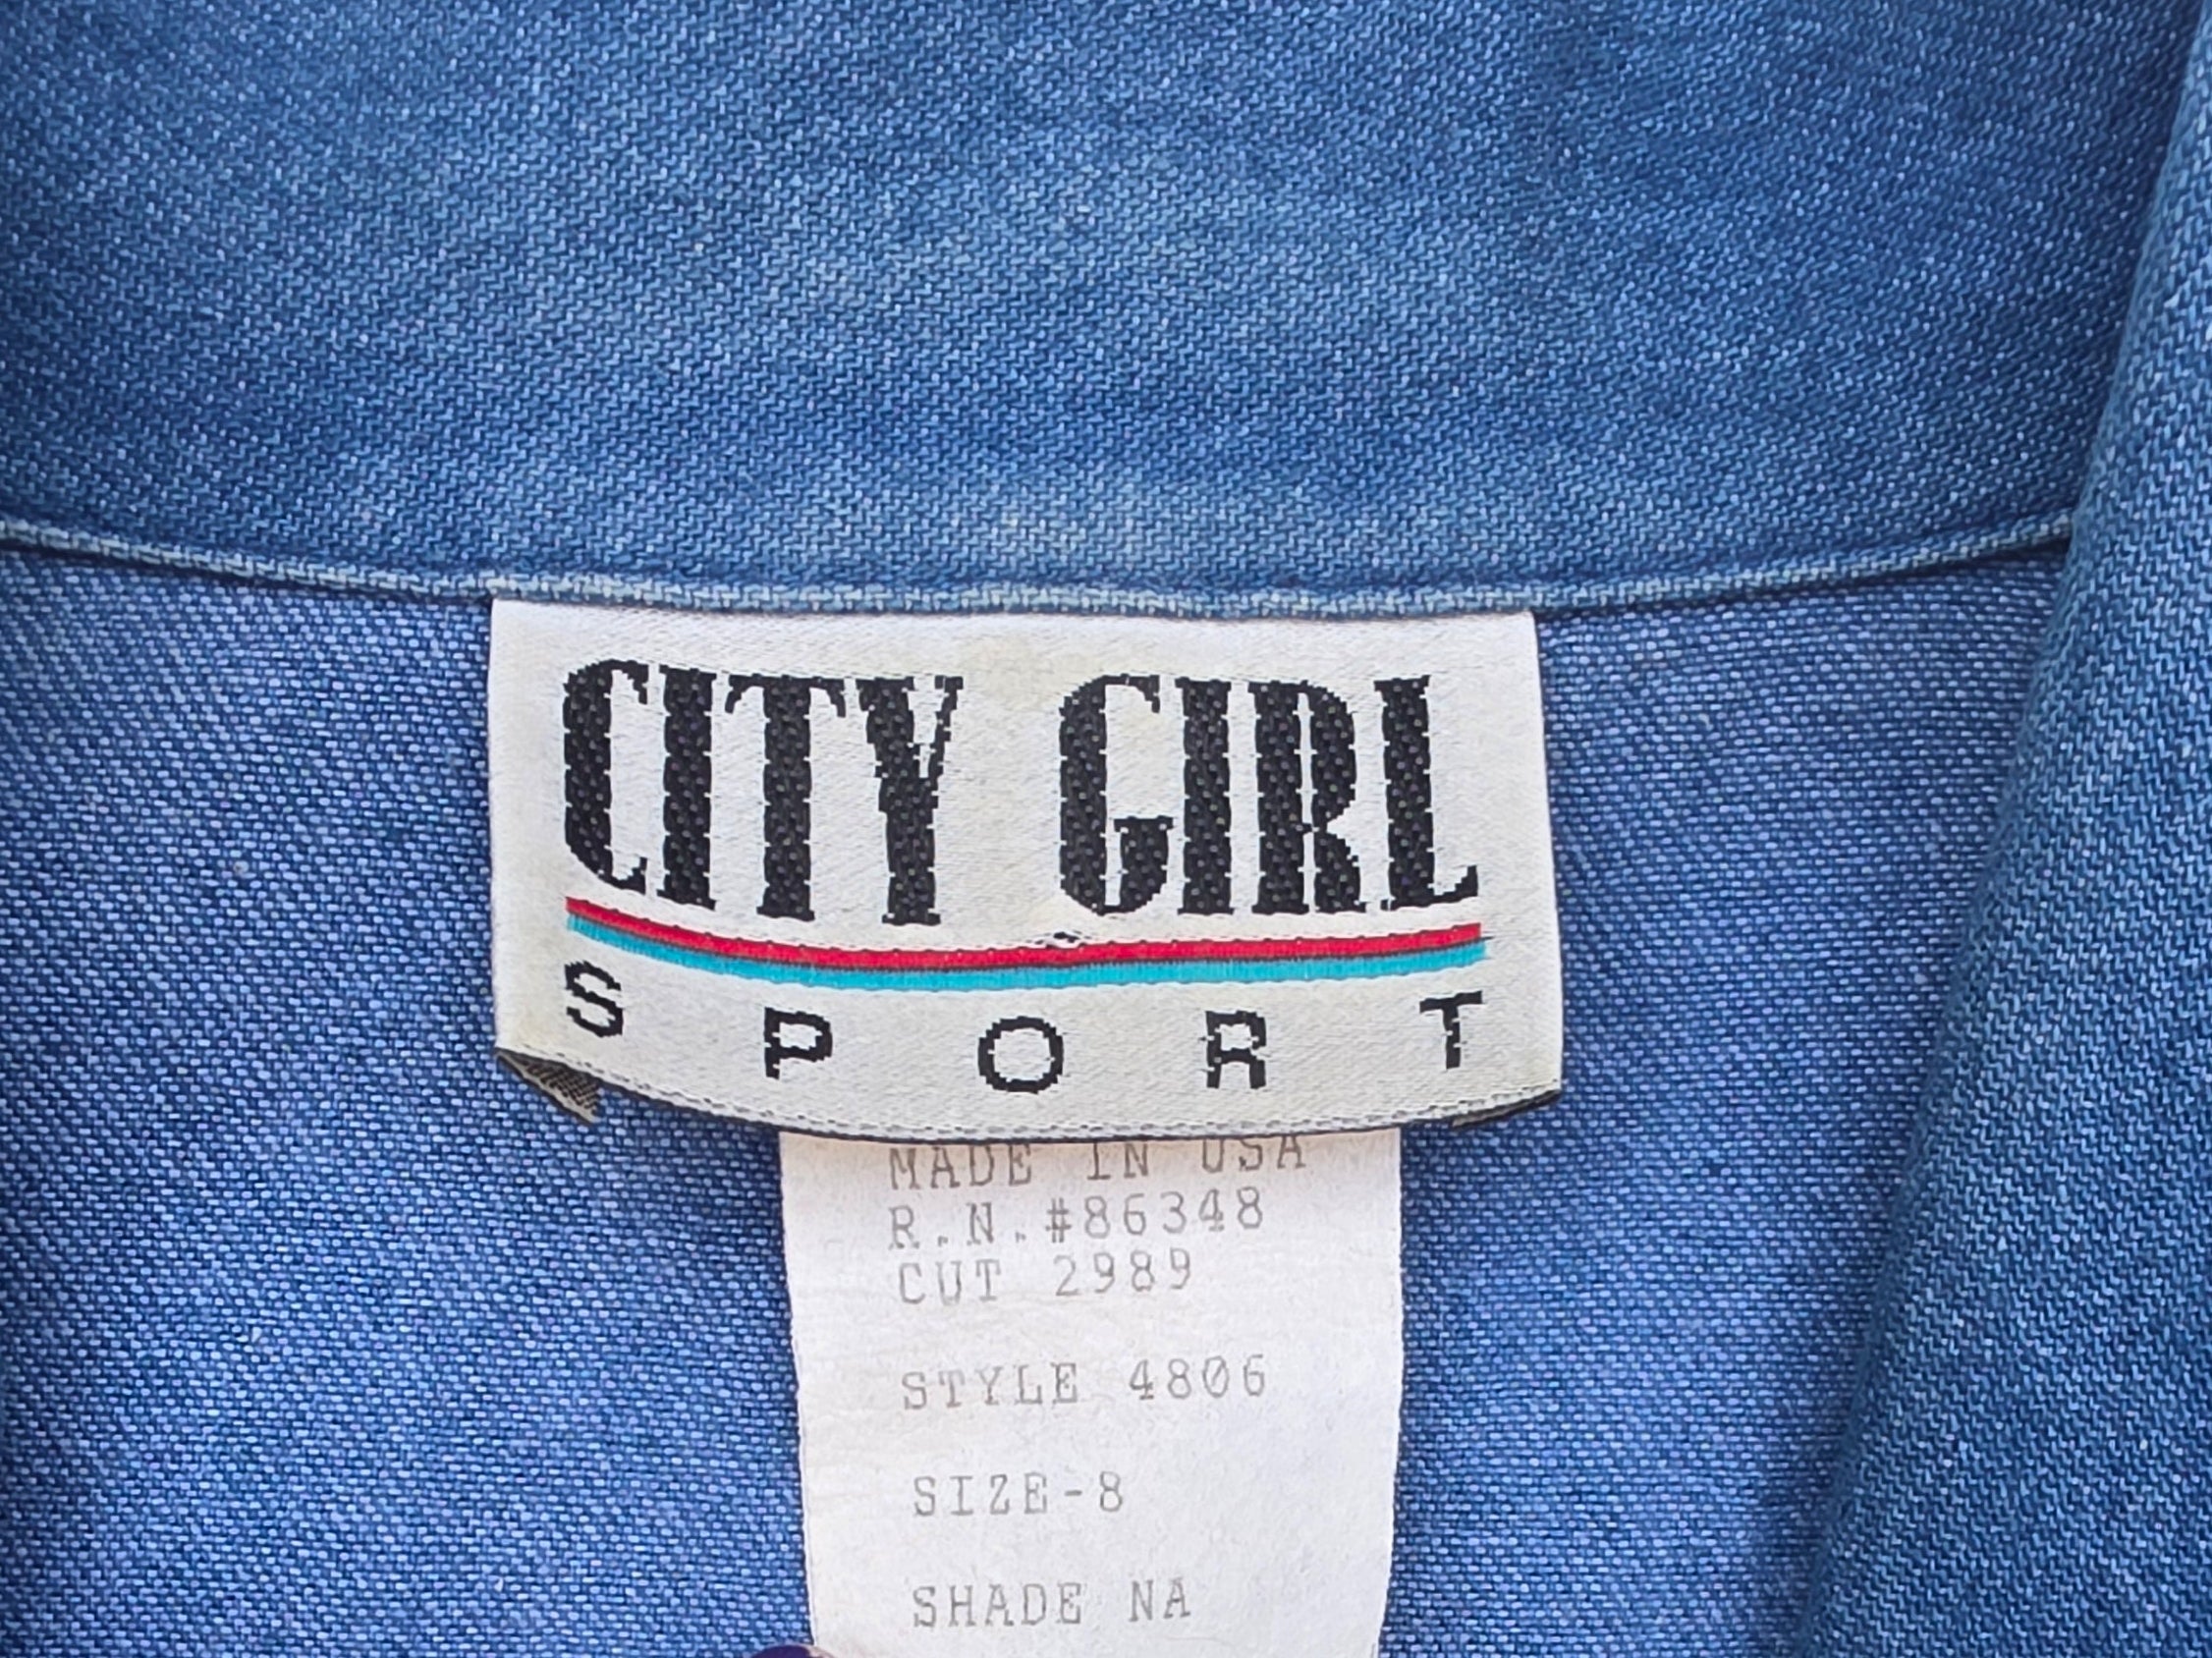 CITY GIRL
SPORT
MADE IN USA
R.N.#86348
CUT 2989
STYLE 4806
SIZE-8
SHADE NA